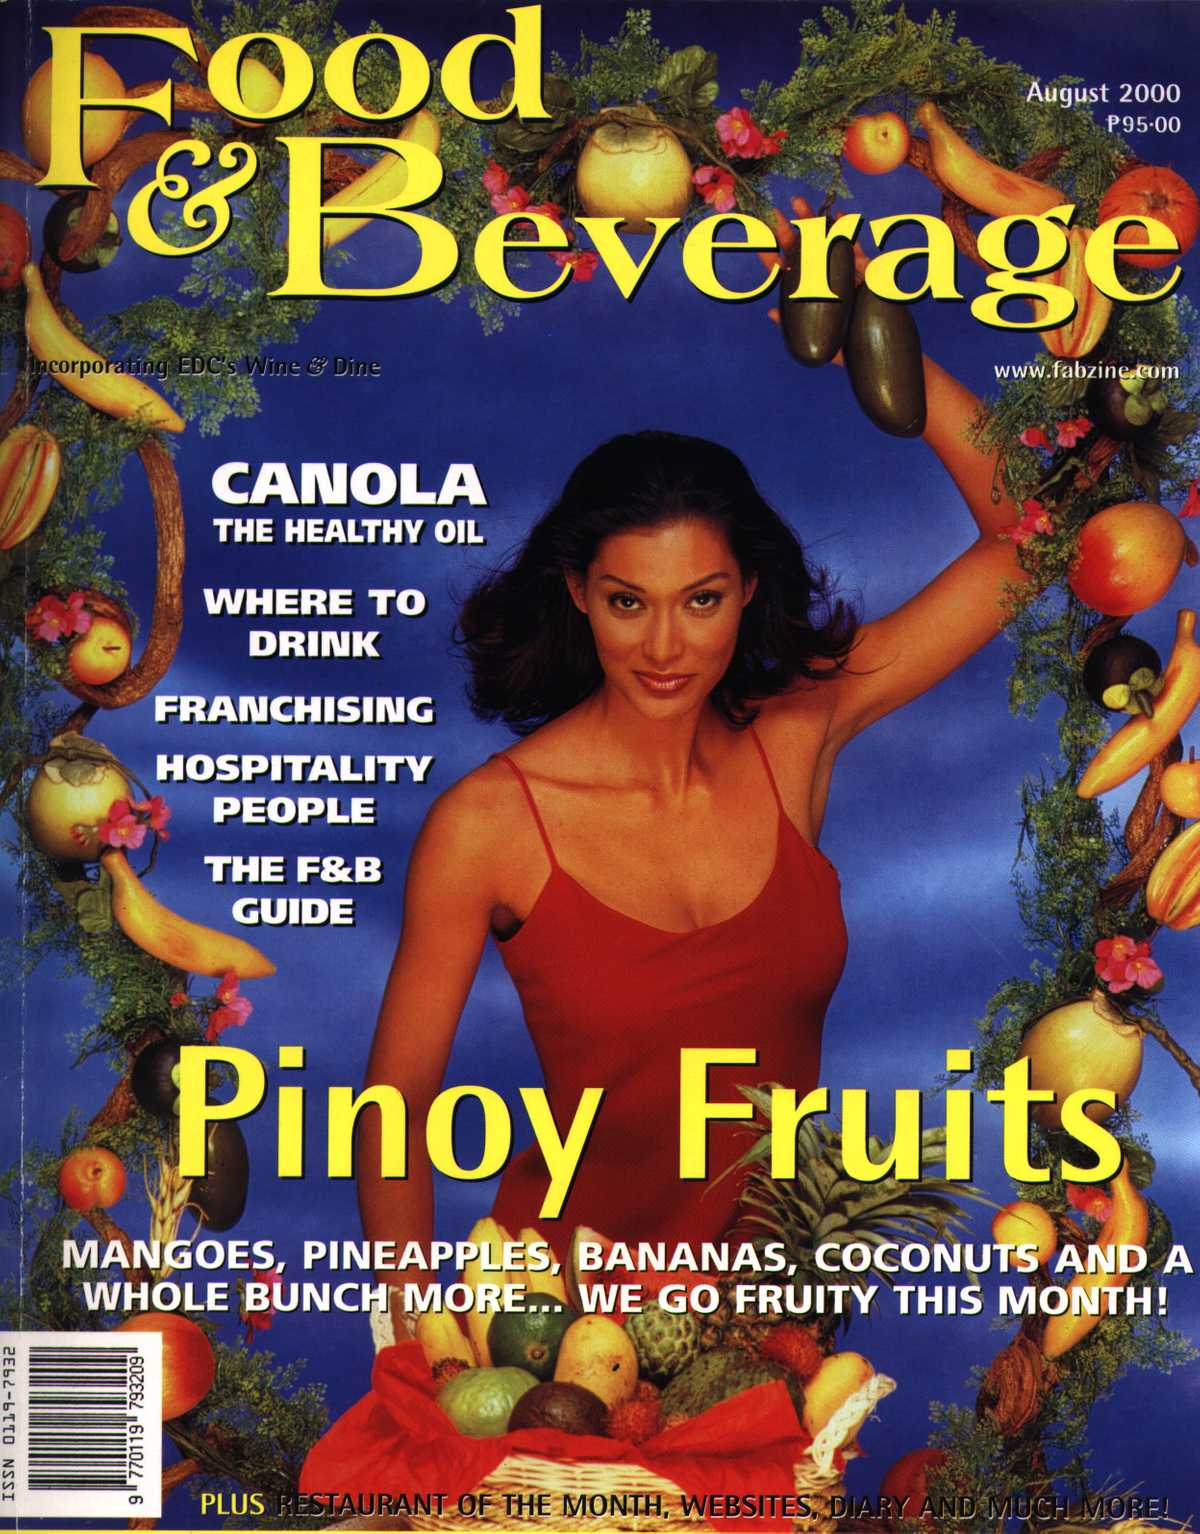 Food
& Beverage
August 2000
₱95·00
Incorporating EDC's Wine & Dine
www.fabzine.com
CANOLA
THE HEALTHY OIL
WHERE TO
DRINK
FRANCHISING
HOSPITALITY
PEOPLE
THE F&B
GUIDE
Pinoy Fruits
MANGOES, PINEAPPLES, BANANAS, COCONUTS AND A
WHOLE BUNCH MORE... WE GO FRUITY THIS MONTH!
ISSN 0119-7932
9 770119 793209
PLUS RESTAURANT OF THE MONTH, WEBSITES, DIARY AND MUCH MORE!